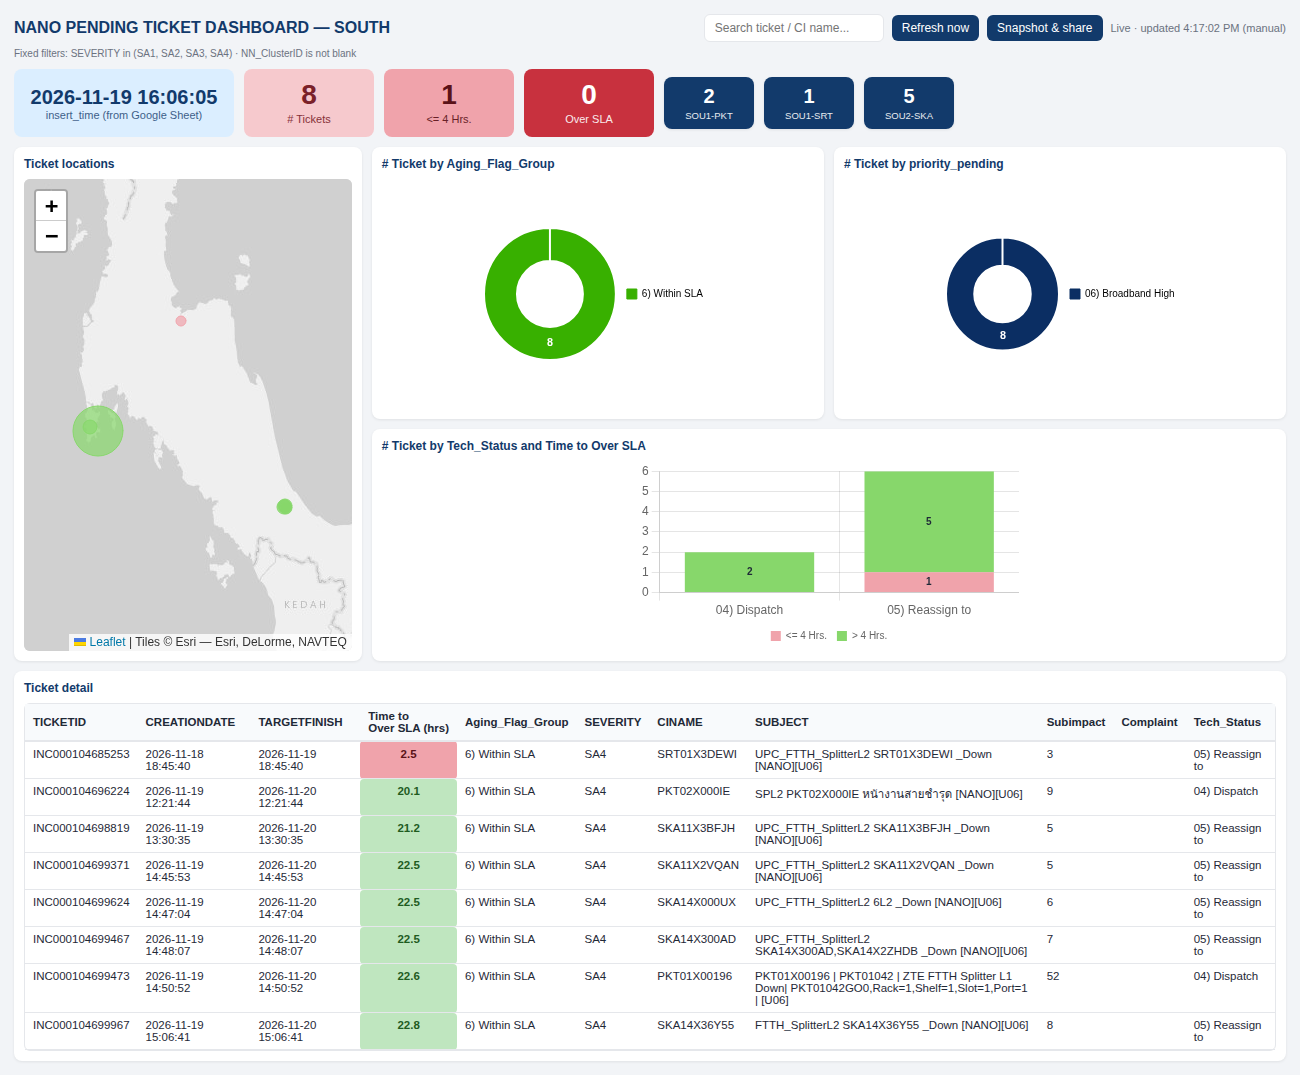 NANO PENDING TICKET DASHBOARD — SOUTH
Search ticket / CI name...
Refresh now
Snapshot & share
Live · updated 4:17:02 PM (manual)
Fixed filters: SEVERITY in (SA1, SA2, SA3, SA4) · NN_ClusterID is not blank
2026-11-19 16:06:05
insert_time (from Google Sheet)
8
# Tickets
1
<= 4 Hrs.
0
Over SLA
2
SOU1-PKT
1
SOU1-SRT
5
SOU2-SKA
Ticket locations
+
−
KEDAH
Leaflet | Tiles © Esri — Esri, DeLorme, NAVTEQ
# Ticket by Aging_Flag_Group
8
6) Within SLA
# Ticket by priority_pending
8
06) Broadband High
# Ticket by Tech_Status and Time to Over SLA
6
5
4
3
2
1
0
2
5
1
04) Dispatch
05) Reassign to
<= 4 Hrs.
> 4 Hrs.
Ticket detail
TICKETID CREATIONDATE TARGETFINISH Time to Over SLA (hrs) Aging_Flag_Group SEVERITY CINAME SUBJECT Subimpact Complaint Tech_Status
INC000104685253 2026-11-18 18:45:40 2026-11-19 18:45:40 2.5 6) Within SLA SA4 SRT01X3DEWI UPC_FTTH_SplitterL2 SRT01X3DEWI _Down [NANO][U06] 3 05) Reassign to
INC000104696224 2026-11-19 12:21:44 2026-11-20 12:21:44 20.1 6) Within SLA SA4 PKT02X000IE SPL2 PKT02X000IE หน้างานสายชำรุด [NANO][U06] 9 04) Dispatch
INC000104698819 2026-11-19 13:30:35 2026-11-20 13:30:35 21.2 6) Within SLA SA4 SKA11X3BFJH UPC_FTTH_SplitterL2 SKA11X3BFJH _Down [NANO][U06] 5 05) Reassign to
INC000104699371 2026-11-19 14:45:53 2026-11-20 14:45:53 22.5 6) Within SLA SA4 SKA11X2VQAN UPC_FTTH_SplitterL2 SKA11X2VQAN _Down [NANO][U06] 5 05) Reassign to
INC000104699624 2026-11-19 14:47:04 2026-11-20 14:47:04 22.5 6) Within SLA SA4 SKA14X000UX UPC_FTTH_SplitterL2 6L2 _Down [NANO][U06] 6 05) Reassign to
INC000104699467 2026-11-19 14:48:07 2026-11-20 14:48:07 22.5 6) Within SLA SA4 SKA14X300AD UPC_FTTH_SplitterL2 SKA14X300AD,SKA14X2ZHDB _Down [NANO][U06] 7 05) Reassign to
INC000104699473 2026-11-19 14:50:52 2026-11-20 14:50:52 22.6 6) Within SLA SA4 PKT01X00196 PKT01X00196 | PKT01042 | ZTE FTTH Splitter L1 Down| PKT01042GO0,Rack=1,Shelf=1,Slot=1,Port=1 | [U06] 52 04) Dispatch
INC000104699967 2026-11-19 15:06:41 2026-11-20 15:06:41 22.8 6) Within SLA SA4 SKA14X36Y55 FTTH_SplitterL2 SKA14X36Y55 _Down [NANO][U06] 8 05) Reassign to